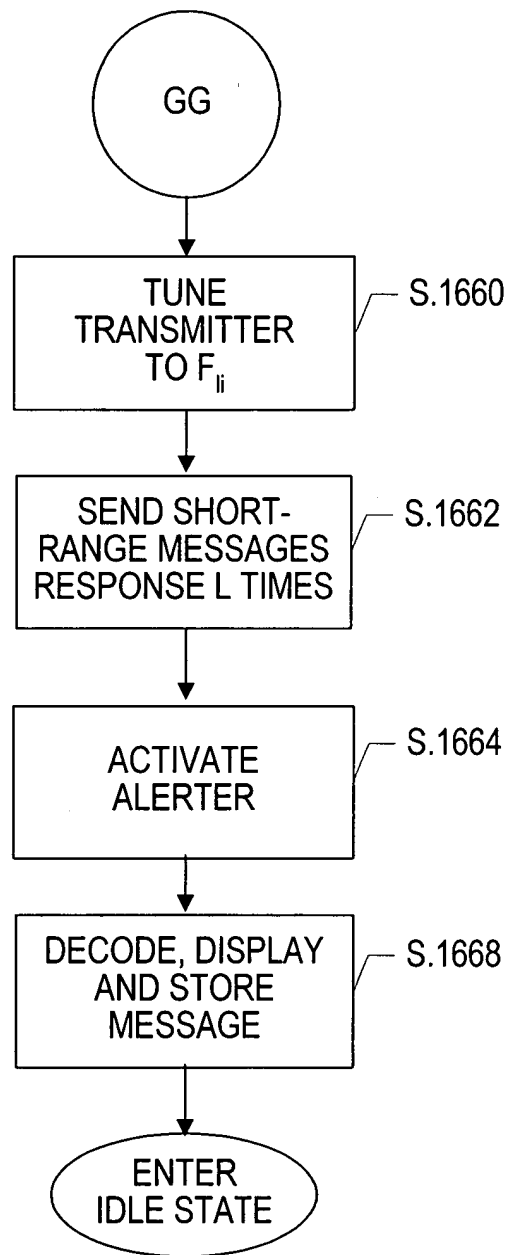 GG
TUNE
TRANSMITTER
TO Fli
S.1660
SEND SHORT-
RANGE MESSAGES
RESPONSE L TIMES
S.1662
ACTIVATE
ALERTER
S.1664
DECODE, DISPLAY
AND STORE
MESSAGE
S.1668
ENTER
IDLE STATE